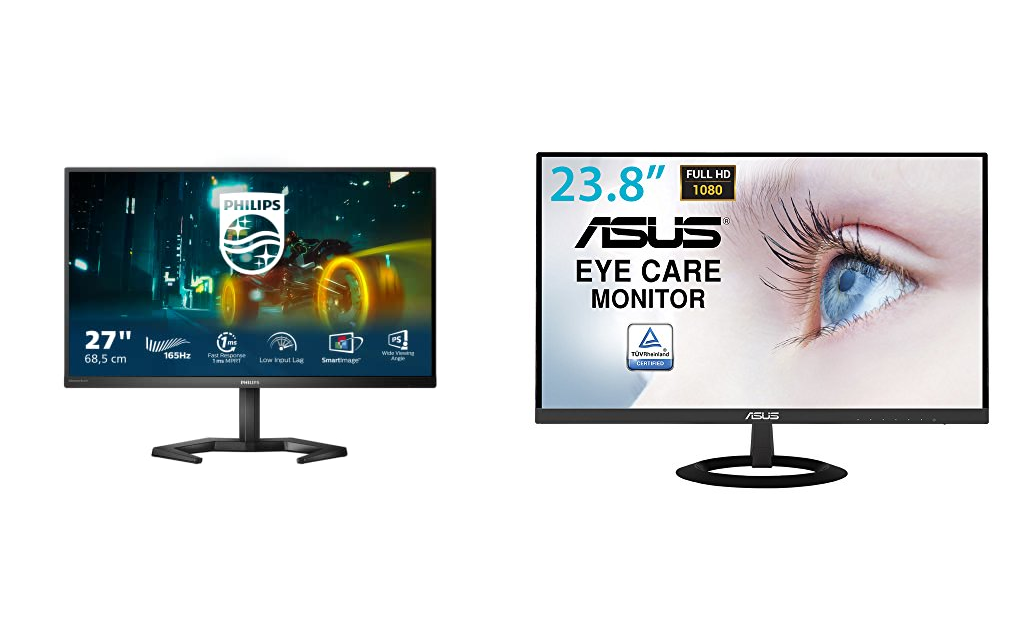 PHILIPS
27"
68,5 cm
165Hz
1ms
Fast Response
1 ms MPRT
Low Input Lag
SmartImage
IPS
Wide Viewing
Angle
PHILIPS
23.8”
FULL HD
1080
ASUS®
EYE CARE
MONITOR
TÜVRheinland
CERTIFIED
ASUS